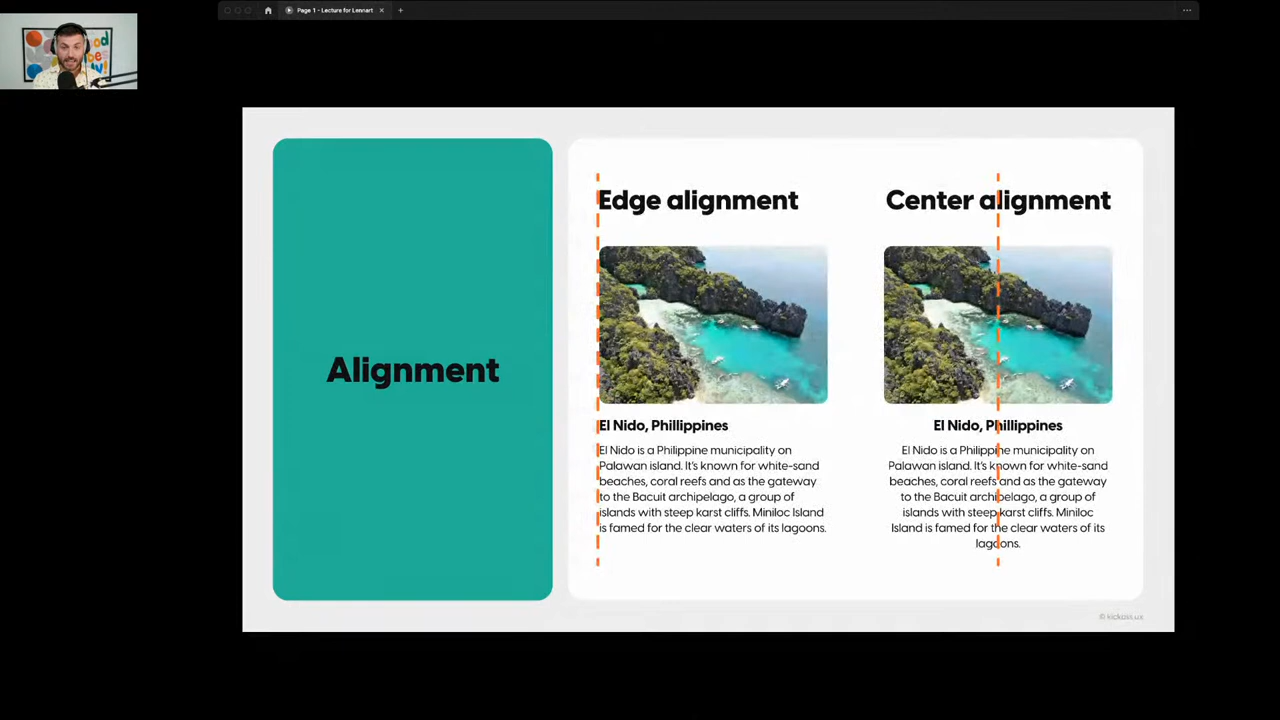 Page 1 - Lecture for Lennart
Alignment
Edge alignment
El Nido, Phillippines
El Nido is a Philippine municipality on
Palawan island. It's known for white-sand
beaches, coral reefs and as the gateway
to the Bacuit archipelago, a group of
islands with steep karst cliffs. Miniloc Island
is famed for the clear waters of its lagoons.
Center alignment
El Nido, Phillippines
El Nido is a Philippine municipality on
Palawan island. It's known for white-sand
beaches, coral reefs and as the gateway
to the Bacuit archipelago, a group of
islands with steep karst cliffs. Miniloc
Island is famed for the clear waters of its
lagoons.
© kickass.ux